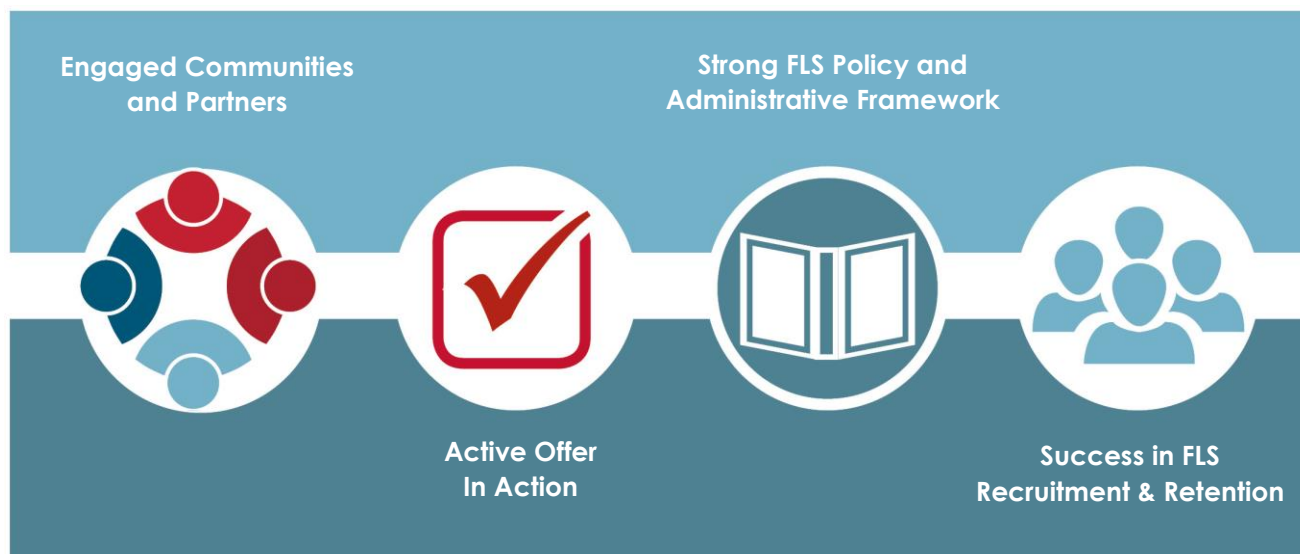 Engaged Communities
and Partners
Active Offer
In Action
Strong FLS Policy and
Administrative Framework
Success in FLS
Recruitment & Retention